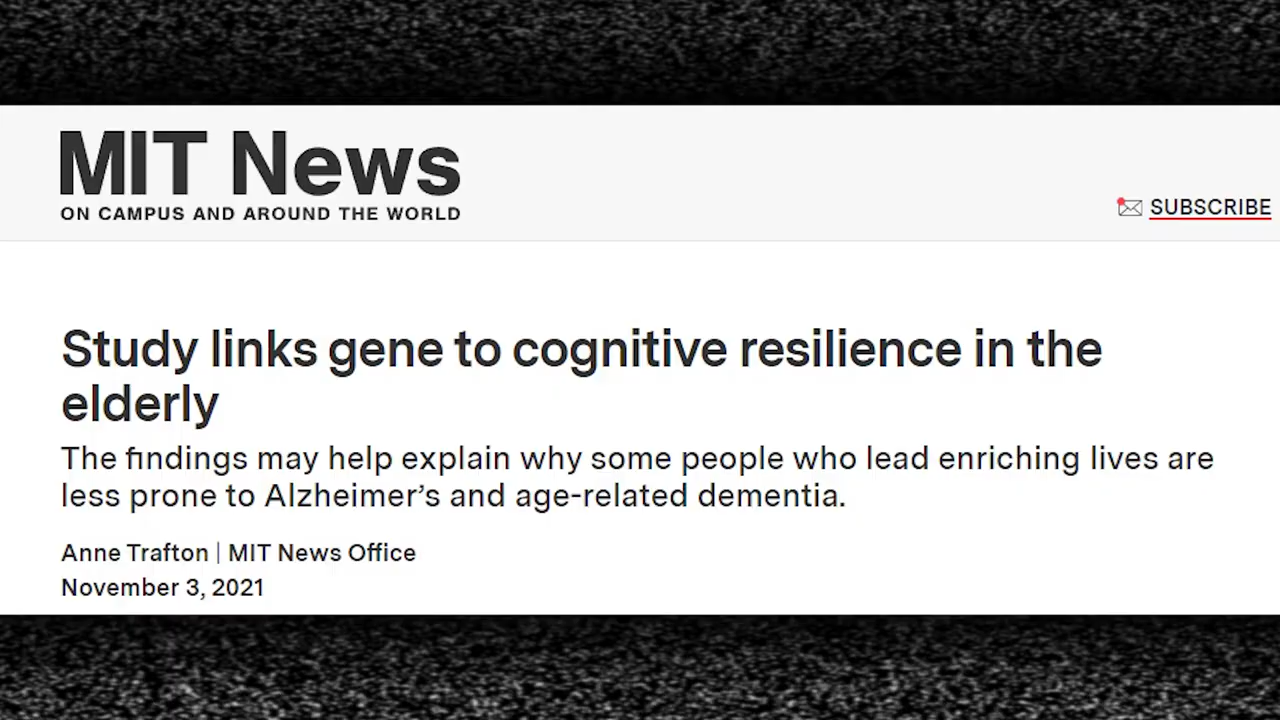 MIT News
ON CAMPUS AND AROUND THE WORLD
SUBSCRIBE
Study links gene to cognitive resilience in the
elderly
The findings may help explain why some people who lead enriching lives are
less prone to Alzheimer’s and age-related dementia.
Anne Trafton | MIT News Office
November 3, 2021